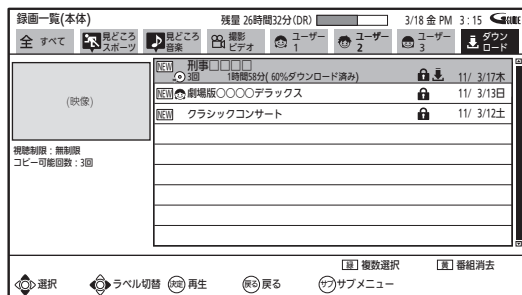 録画一覧(本体)
残量 26時間32分(DR)
3/18 金 PM 3:15 G-GUIDE
全 すべて
見どころ スポーツ
見どころ 音楽
撮影 ビデオ
ユーザー 1
ユーザー 2
ユーザー 3
ダウンロード
(映像)
視聴制限:無制限
コピー可能回数:3回
NEW 刑事□□□□
3回 1時間58分( 60%ダウンロード済み) 11/ 3/17木
NEW 劇場版○○○○デラックス 11/ 3/13日
NEW クラシックコンサート 11/ 3/12土
緑 複数選択 黄 番組消去
選択 ラベル切替 決定 再生 戻る 戻る サブ サブメニュー